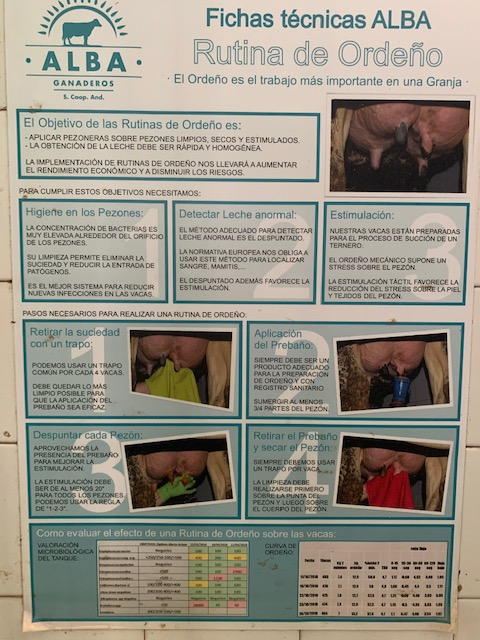 ALBA
GANADEROS
S. Coop. And.
Fichas técnicas ALBA
Rutina de Ordeño
· El Ordeño es el trabajo más importante en una Granja ·
El Objetivo de las Rutinas de Ordeño es:
- APLICAR PEZONERAS SOBRE PEZONES LIMPIOS, SECOS Y ESTIMULADOS.
- LA OBTENCIÓN DE LA LECHE DEBE SER RÁPIDA Y HOMOGÉNEA.
LA IMPLEMENTACIÓN DE RUTINAS DE ORDEÑO NOS LLEVARÁ A AUMENTAR
EL RENDIMIENTO ECONÓMICO Y A DISMINUIR LOS RIESGOS.
PARA CUMPLIR ESTOS OBJETIVOS NECESITAMOS:
1
Higiene en los Pezones:
LA CONCENTRACIÓN DE BACTERIAS ES
MUY ELEVADA ALREDEDOR DEL ORIFICIO
DE LOS PEZONES.
SU LIMPIEZA PERMITE ELIMINAR LA
SUCIEDAD Y REDUCIR LA ENTRADA DE
PATÓGENOS.
ES EL MEJOR SISTEMA PARA REDUCIR
NUEVAS INFECCIONES EN LAS VACAS.
2
Detectar Leche anormal:
EL MÉTODO ADECUADO PARA DETECTAR
LECHE ANORMAL ES EL DESPUNTADO.
LA NORMATIVA EUROPEA NOS OBLIGA A
USAR ESTE MÉTODO PARA LOCALIZAR
SANGRE, MAMITIS,...
EL DESPUNTADO ADEMÁS FAVORECE LA
ESTIMULACIÓN.
3
Estimulación:
NUESTRAS VACAS ESTÁN PREPARADAS
PARA EL PROCESO DE SUCCIÓN DE UN
TERNERO.
EL ORDEÑO MECÁNICO SUPONE UN
STRESS SOBRE EL PEZÓN.
LA ESTIMULACIÓN TÁCTIL FAVORECE LA
REDUCCIÓN DEL STRESS SOBRE LA PIEL
Y TEJIDOS DEL PEZÓN.
PASOS NECESARIOS PARA REALIZAR UNA RUTINA DE ORDEÑO:
1
Retirar la suciedad
con un trapo:
PODEMOS USAR UN TRAPO
COMÚN POR CADA 4 VACAS.
DEBE QUEDAR LO MÁS
LIMPIO POSIBLE PARA
QUE LA APLICACIÓN DEL
PREBAÑO SEA EFICAZ.
2
Aplicación
del Prebaño:
SIEMPRE DEBE SER UN
PRODUCTO ADECUADO
PARA LA PREPARACIÓN
DE ORDEÑO Y CON
REGISTRO SANITARIO
SUMERGIR AL MENOS
3/4 PARTES DEL PEZÓN.
3
Despuntar cada Pezón:
APROVECHAMOS LA
PRESENCIA DEL PREBAÑO
PARA MEJORAR LA
ESTIMULACIÓN.
LA ESTIMULACIÓN DEBE
SER DE AL MENOS 20"
PARA TODOS LOS PEZONES
PODEMOS USAR LA REGLA
DE "1-2-3".
4
Retirar el Prebaño
y secar el Pezón:
SIEMPRE DEBEMOS USAR
UN TRAPO POR VACA.
LA LIMPIEZA DEBE
REALIZARSE PRIMERO
SOBRE LA PUNTA DEL
PEZÓN Y LUEGO SOBRE
EL CUERPO DEL PEZÓN.
Como evaluar el efecto de una Rutina de Ordeño sobre las vacas:
VALORACIÓN
MICROBIOLÓGICA
DEL TANQUE:
CURVA DE
ORDEÑO: